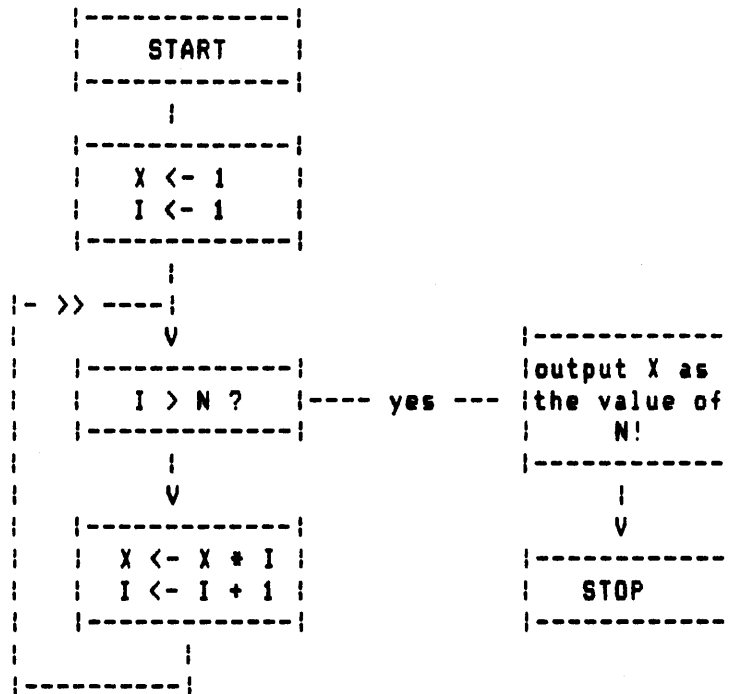 START
X <- 1
I <- 1
>>
V
I > N ?
yes
output X as
the value of
N!
V
V
X <- X * I
I <- I + 1
STOP